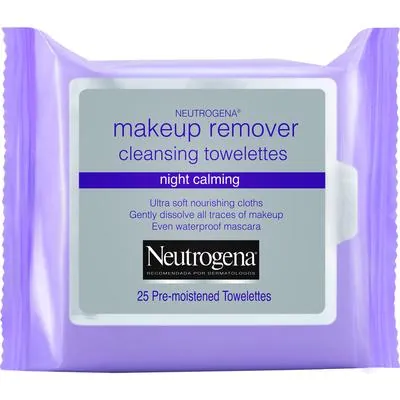 NEUTROGENA®
makeup remover
cleansing towelettes
night calming
Ultra soft nourishing cloths
Gently dissolve all traces of makeup
Even waterproof mascara
Neutrogena®
RECOMENDADA POR DERMATÓLOGOS
25 Pre-moistened Towelettes